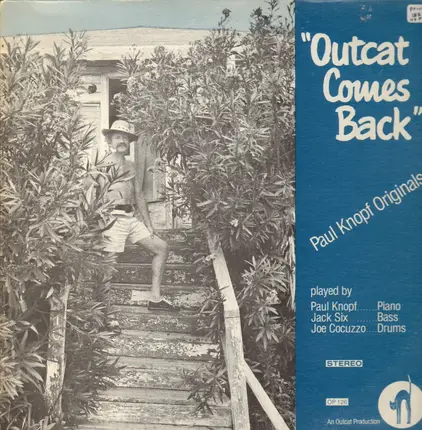 "Outcat
Comes
Back"
Paul Knopf Originals
played by
Paul Knopf.......Piano
Jack Six .......Bass
Joe Cocuzzo...Drums
STEREO
OP 126
An Outcat Production